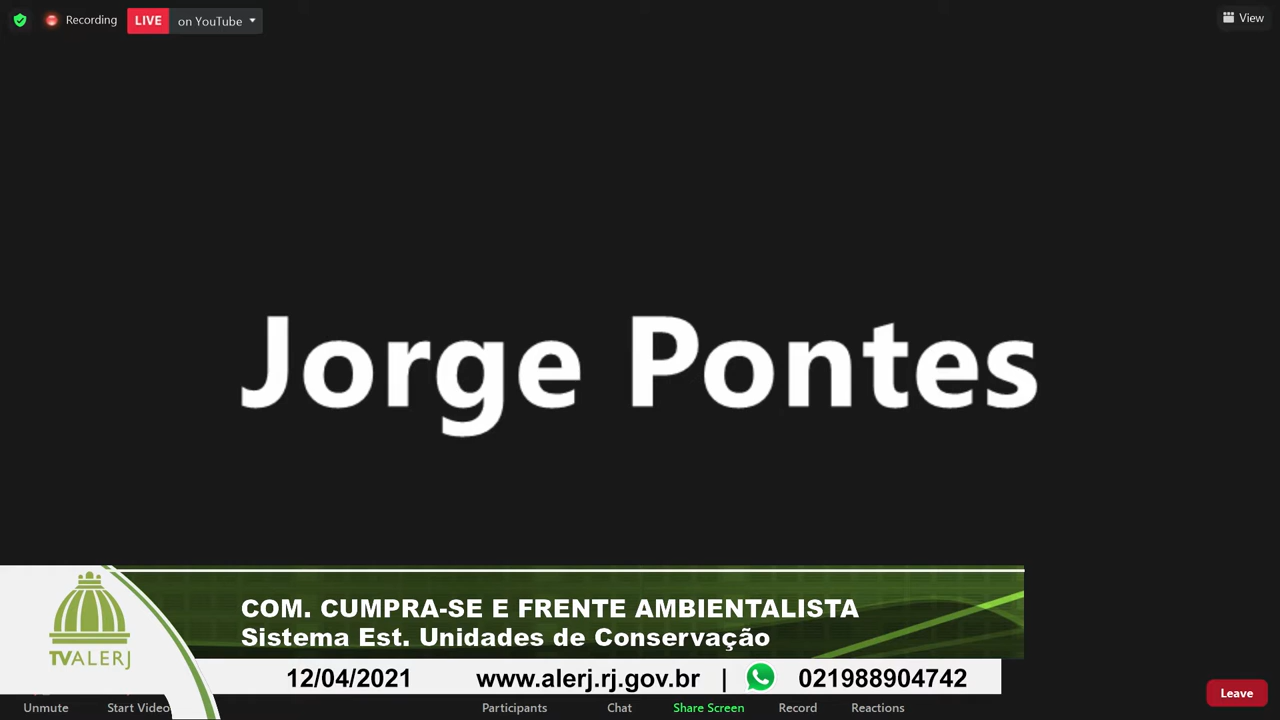 Recording
LIVE on YouTube
View
Jorge Pontes
COM. CUMPRA-SE E FRENTE AMBIENTALISTA
Sistema Est. Unidades de Conservação
TVALERJ
12/04/2021 www.alerj.rj.gov.br | 021988904742
Unmute Start Video Participants Chat Share Screen Record Reactions
Leave